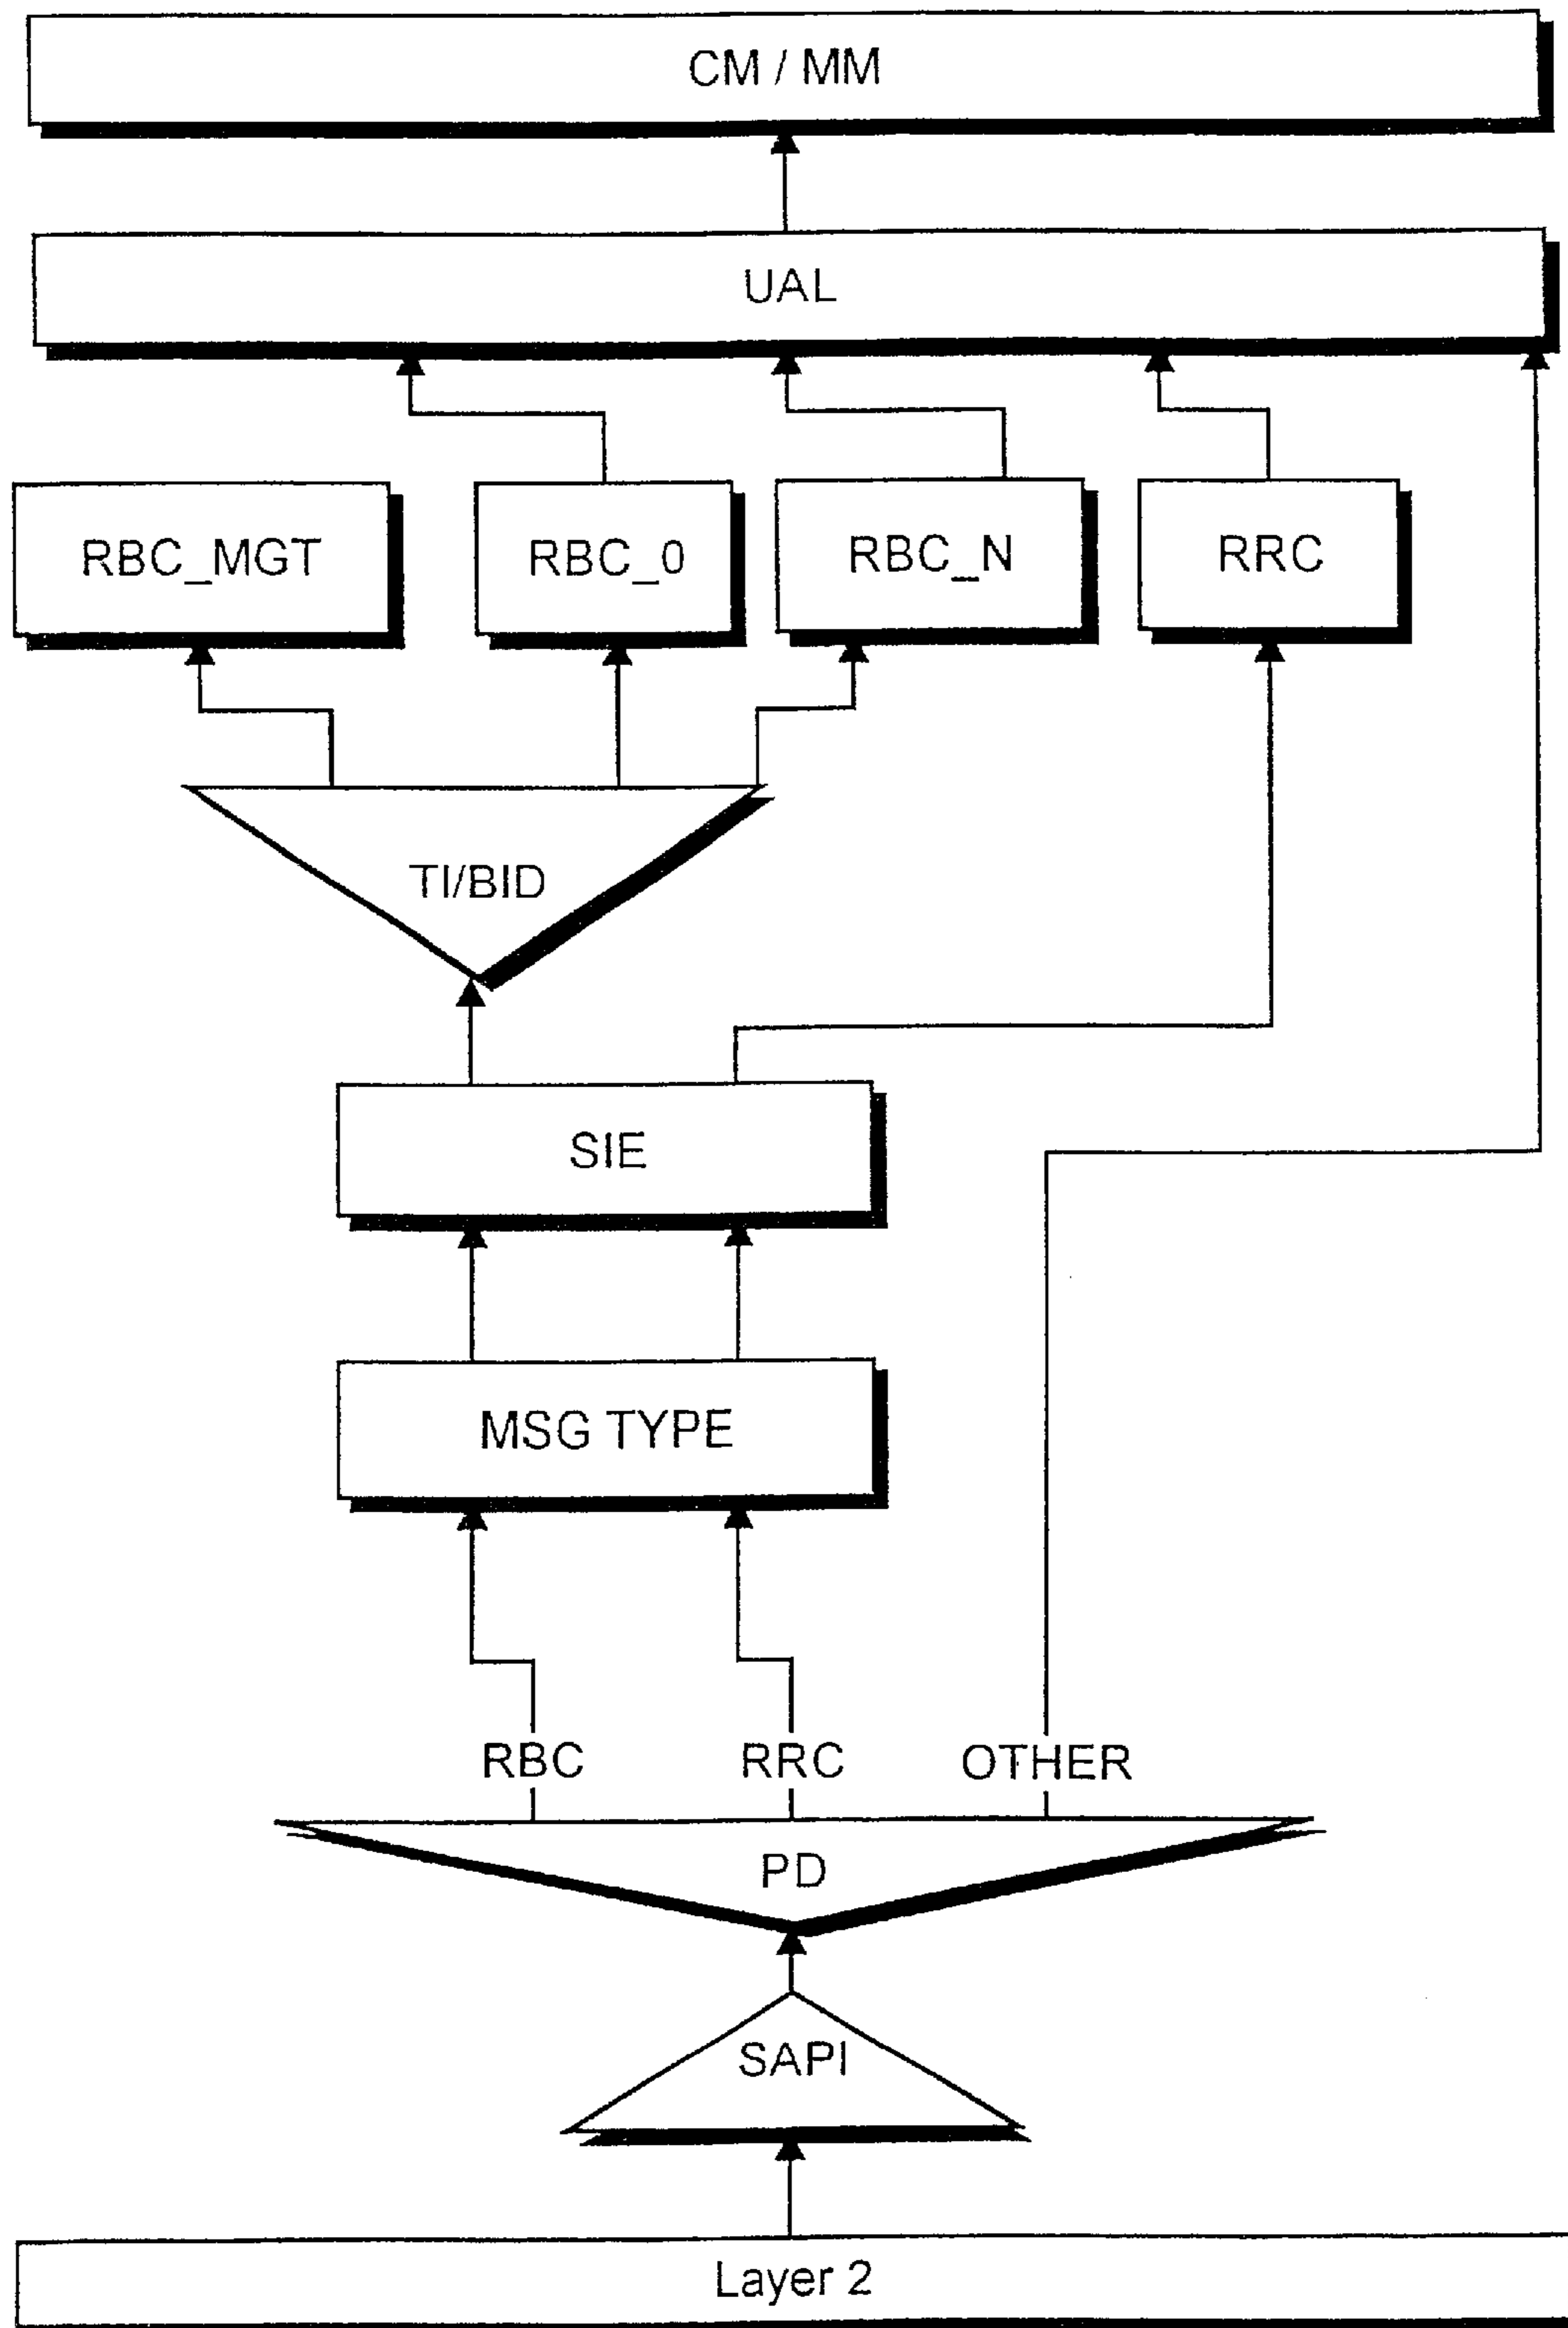 CM / MM
UAL
RBC_MGT
RBC_0
RBC_N
RRC
TI/BID
SIE
MSG TYPE
RBC
RRC
OTHER
PD
SAPI
Layer 2